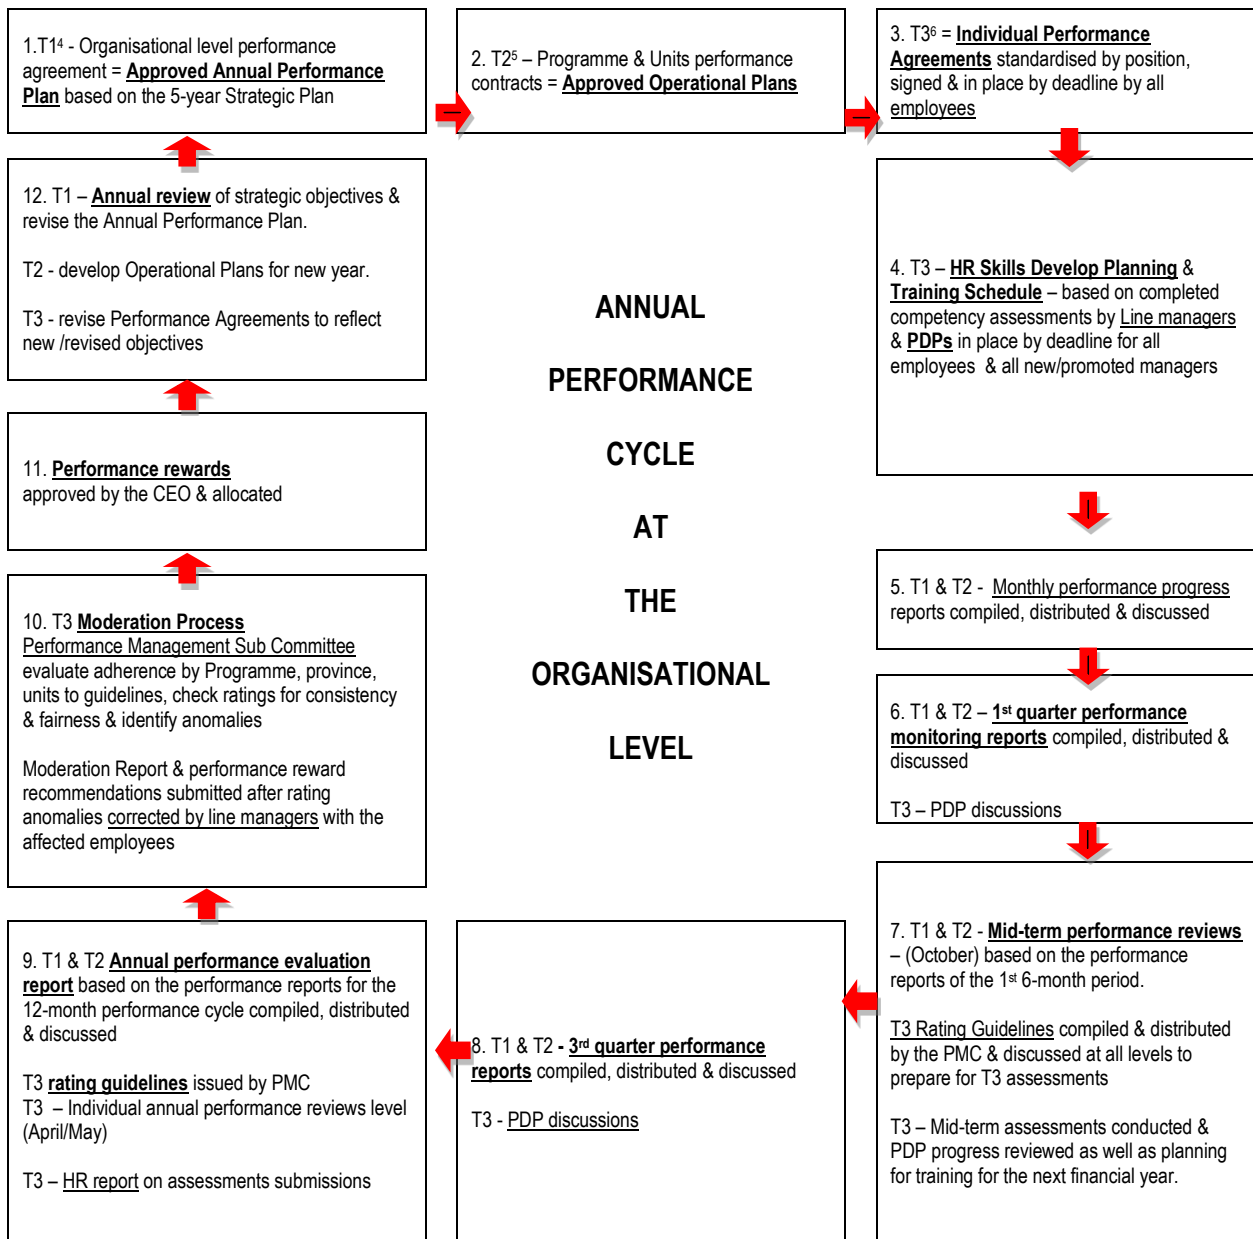 1.T1⁴ - Organisational level performance
agreement = Approved Annual Performance
Plan based on the 5-year Strategic Plan
2. T2⁵ – Programme & Units performance
contracts = Approved Operational Plans
3. T3⁶ = Individual Performance
Agreements standardised by position,
signed & in place by deadline by all
employees
4. T3 – HR Skills Develop Planning &
Training Schedule – based on completed
competency assessments by Line managers
& PDPs in place by deadline for all
employees & all new/promoted managers
5. T1 & T2 - Monthly performance progress
reports compiled, distributed & discussed
6. T1 & T2 – 1st quarter performance
monitoring reports compiled, distributed &
discussed
T3 – PDP discussions
7. T1 & T2 - Mid-term performance reviews
– (October) based on the performance
reports of the 1st 6-month period.
T3 Rating Guidelines compiled & distributed
by the PMC & discussed at all levels to
prepare for T3 assessments
T3 – Mid-term assessments conducted &
PDP progress reviewed as well as planning
for training for the next financial year.
8. T1 & T2 - 3rd quarter performance
reports compiled, distributed & discussed
T3 - PDP discussions
9. T1 & T2 Annual performance evaluation
report based on the performance reports for the
12-month performance cycle compiled, distributed
& discussed
T3 rating guidelines issued by PMC
T3 – Individual annual performance reviews level
(April/May)
T3 – HR report on assessments submissions
10. T3 Moderation Process
Performance Management Sub Committee
evaluate adherence by Programme, province,
units to guidelines, check ratings for consistency
& fairness & identify anomalies
Moderation Report & performance reward
recommendations submitted after rating
anomalies corrected by line managers with the
affected employees
11. Performance rewards
approved by the CEO & allocated
12. T1 – Annual review of strategic objectives &
revise the Annual Performance Plan.
T2 - develop Operational Plans for new year.
T3 - revise Performance Agreements to reflect
new /revised objectives
ANNUAL
PERFORMANCE
CYCLE
AT
THE
ORGANISATIONAL
LEVEL